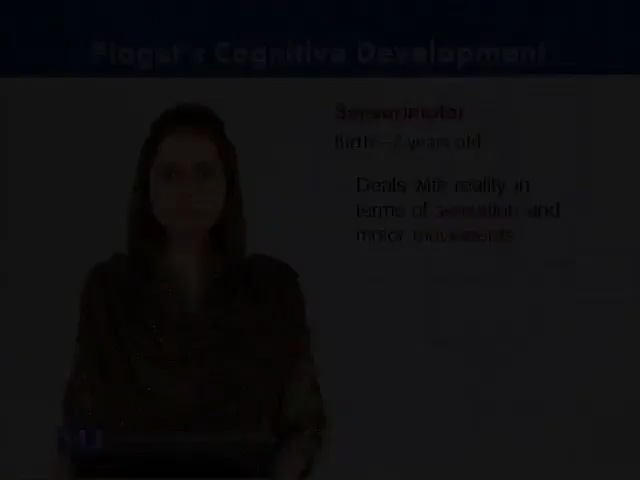 Piaget's Cognitive Development
Sensorimotor
Birth–2 years old
Deals with reality in
terms of sensation and
motor movements